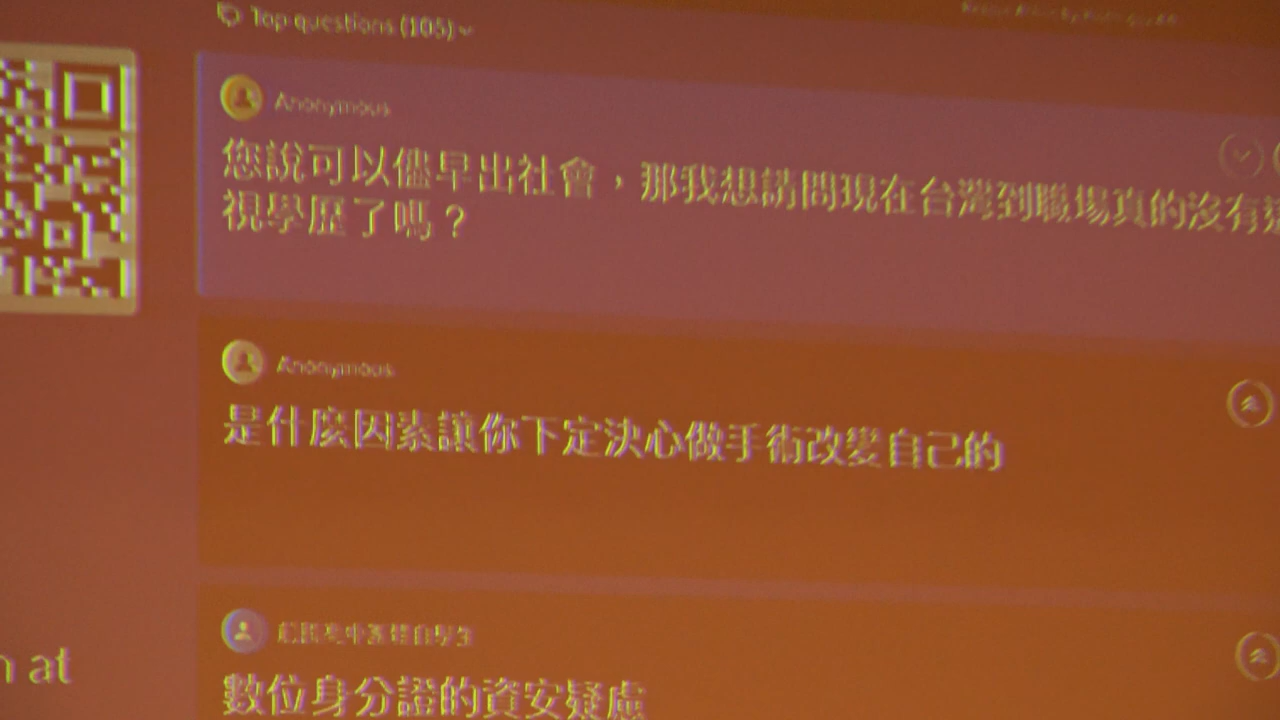 Top questions (105)
Anonymous
您說可以儘早出社會，那我想請問現在台灣到職場真的沒有
視學歷了嗎？
Anonymous
是什麼因素讓你下定決心做手術改變自己的
數位身分證的資安疑慮
at